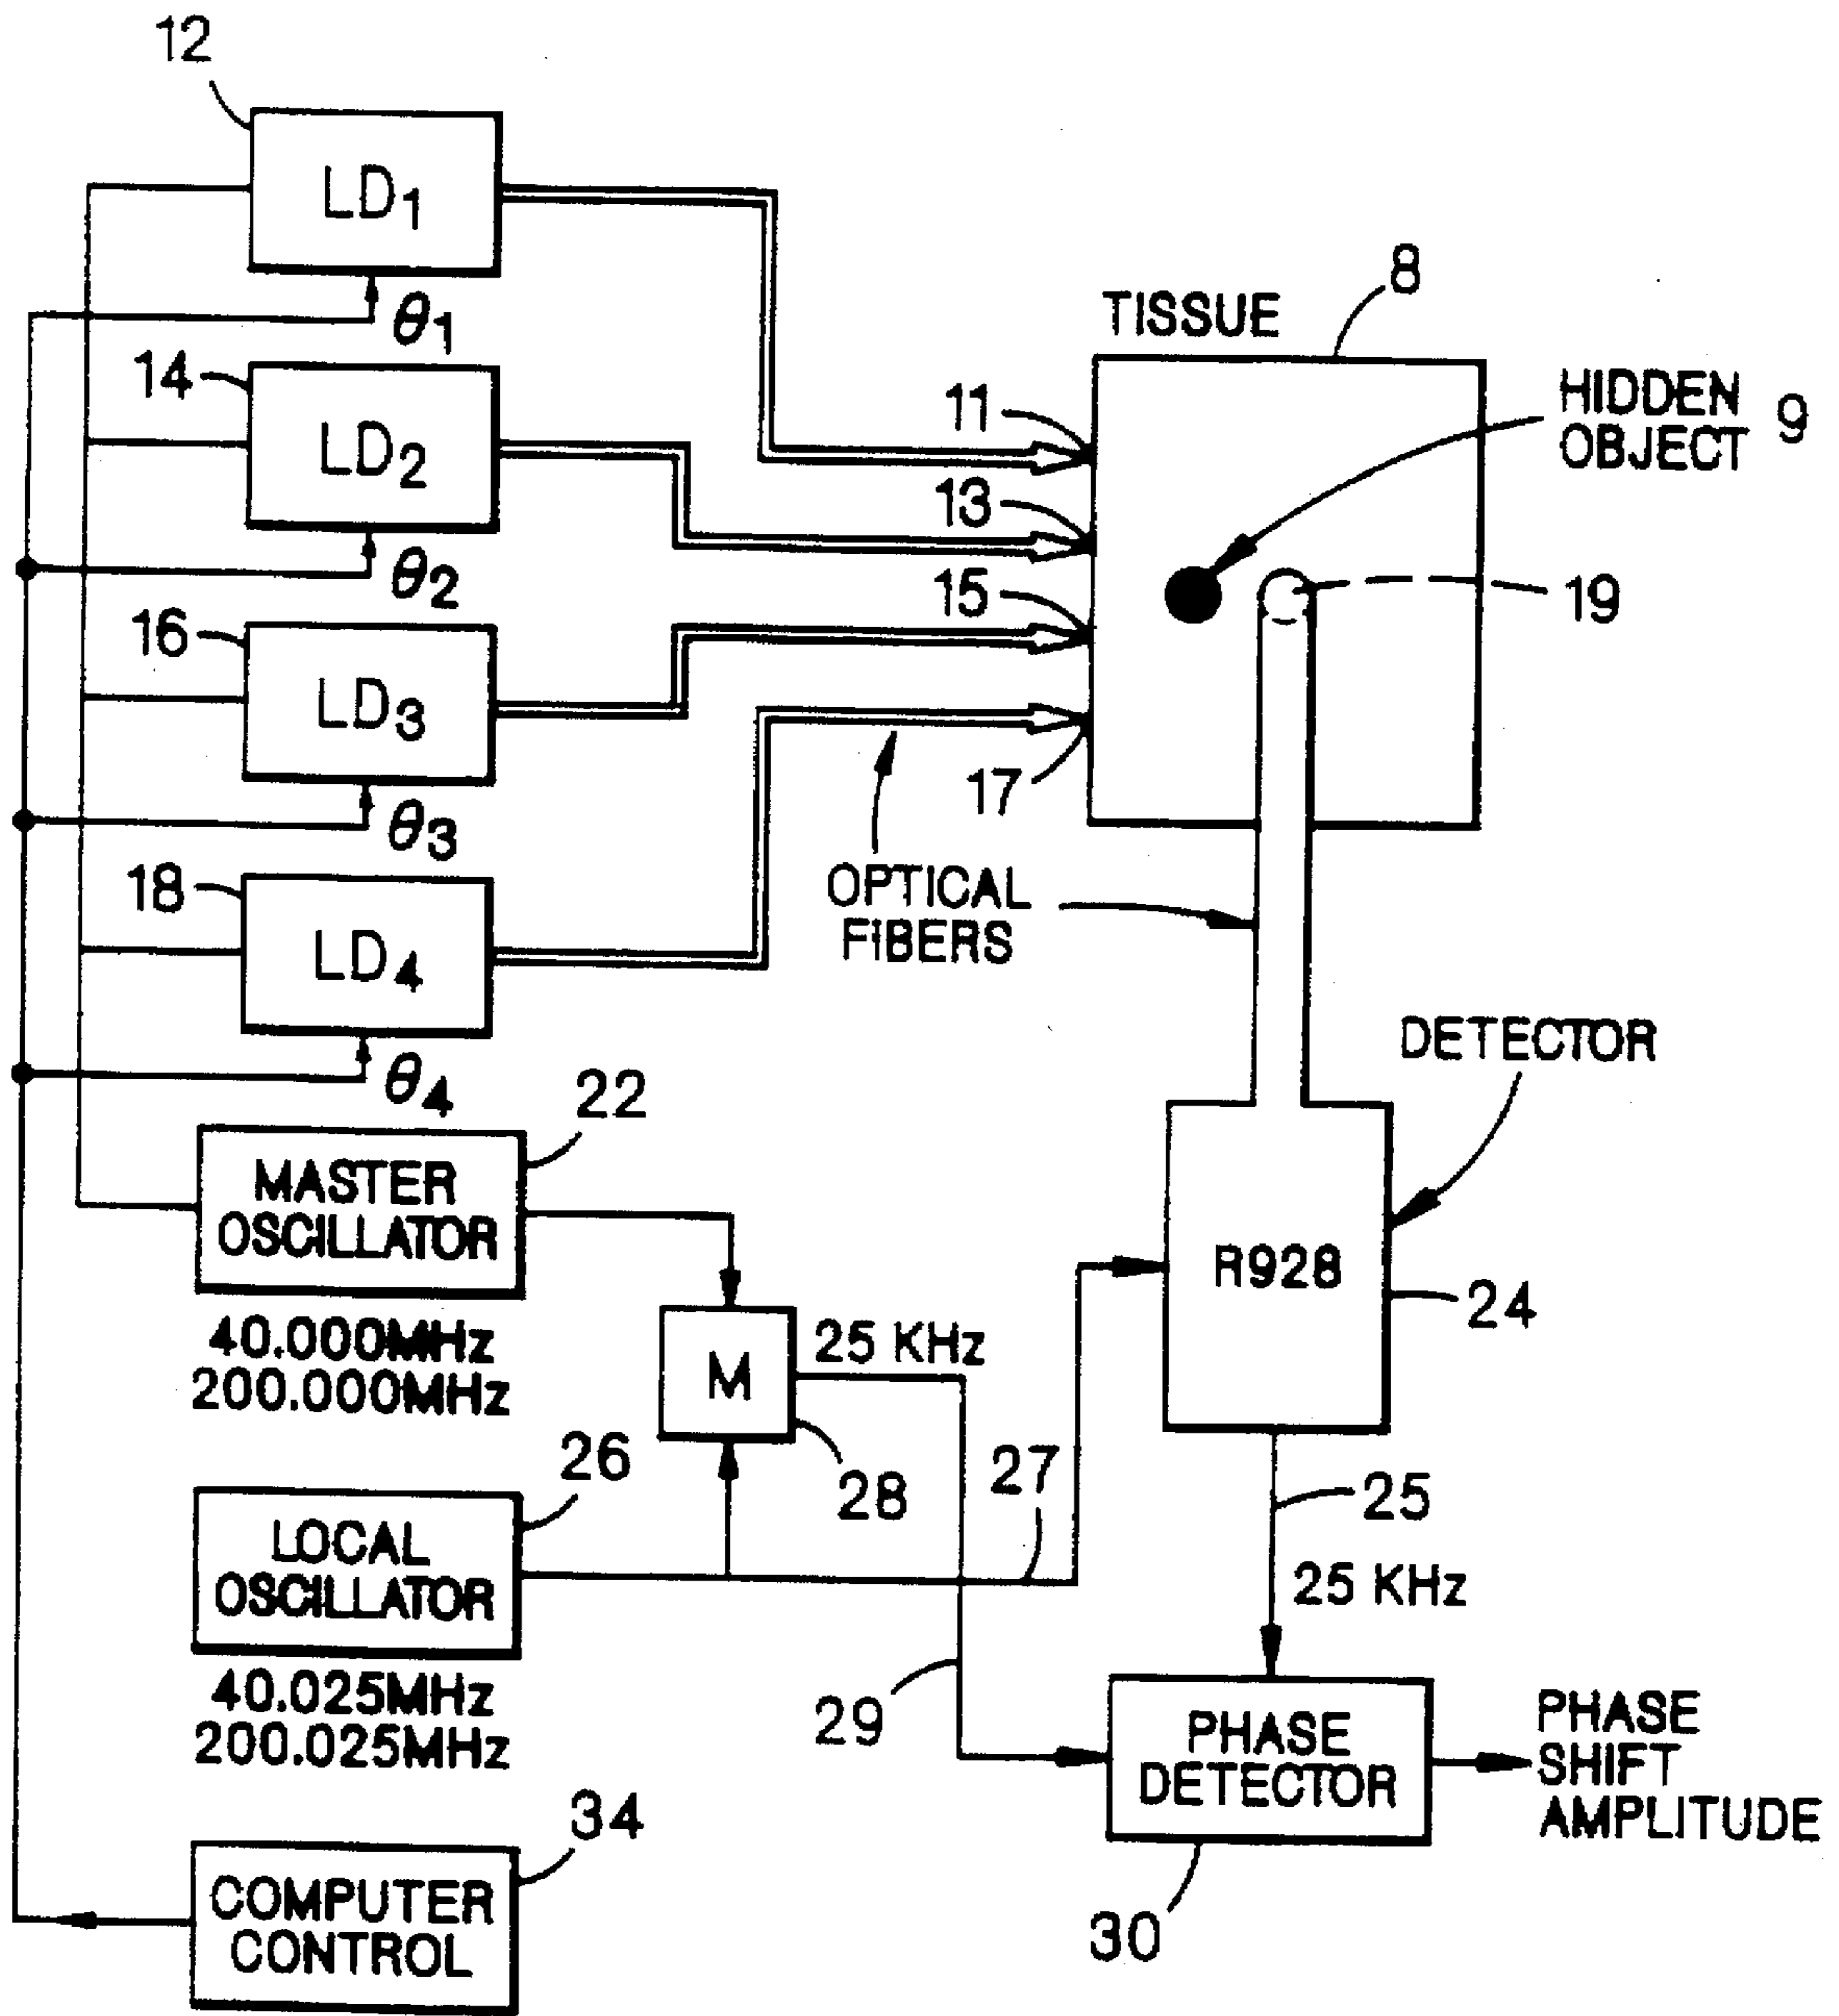 12
LD1
θ1
14
LD2
θ2
16
LD3
θ3
18
LD4
θ4
TISSUE
8
HIDDEN
OBJECT 9
11
13
15
17
19
OPTICAL
FIBERS
DETECTOR
22
MASTER
OSCILLATOR
40.000MHz
200.000MHz
R928
24
M
25 KHz
28
27
26
LOCAL
OSCILLATOR
40.025MHz
200.025MHz
25
25 KHz
29
PHASE
DETECTOR
30
PHASE
SHIFT
AMPLITUDE
34
COMPUTER
CONTROL